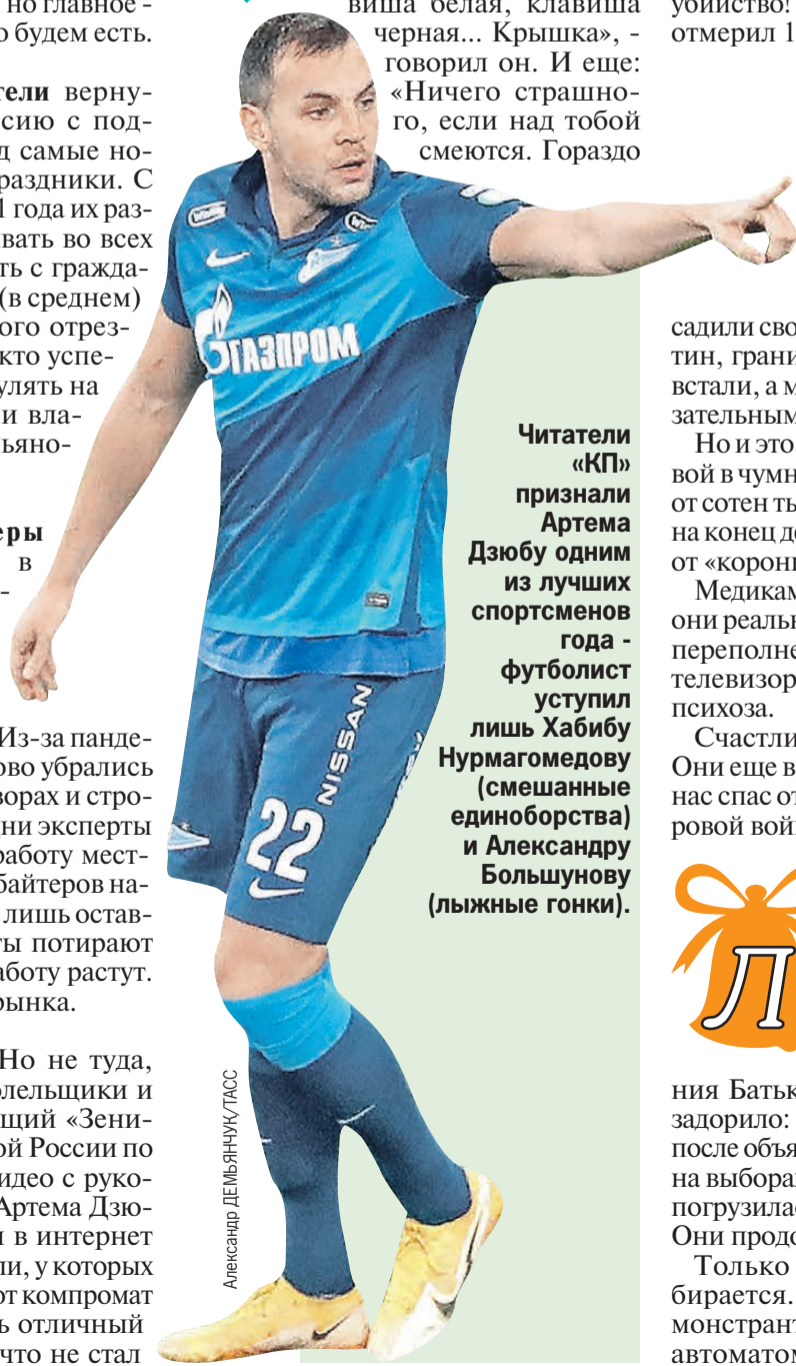 но главное -
о будем есть.
тели верну-
сию с под-
д самые но-
раздники. С
1 года их раз-
вать во всех
ть с гражда-
(в среднем)
ого отрез-
кто успе-
улять на
и вла-
ьяно-
еры
в
-
Из-за панде-
ово убрались
ворах и стро-
дни эксперты
работу мест-
байтеров на-
лишь остав-
ты потирают
аботу растут.
рынка.
Но не туда,
олельщики и
ущий «Зени-
ой России по
идео с руко-
Артема Дзю-
и в интернет
ли, у которых
от компромат
ь отличный
что не стал
виша белая, клавиша
черная... Крышка», -
говорил он. И еще:
«Ничего страшно-
го, если над тобой
смеются. Гораздо
ГАЗПРОМ
NISSAN
22
Читатели
«КП»
признали
Артема
Дзюбу одним
из лучших
спортсменов
года -
футболист
уступил
лишь Хабибу
Нурмагомедову
(смешанные
единоборства)
и Александру
Большунову
(лыжные гонки).
Александр ДЕМЬЯНЧУК/ТАСС
убийство!
отмерил 1
садили сво
тин, грани
встали, а м
зательным
Но и это
вой в чумн
от сотен ты
на конец де
от «корон
Медикам
они реальн
переполне
телевизор
психоза.
Счастли
Они еще в
нас спас от
ровой вой
Л
ния Батьк
задорило:
после объя
на выбора
погрузила
Они продо
Только
бирается.
монстран
автомато